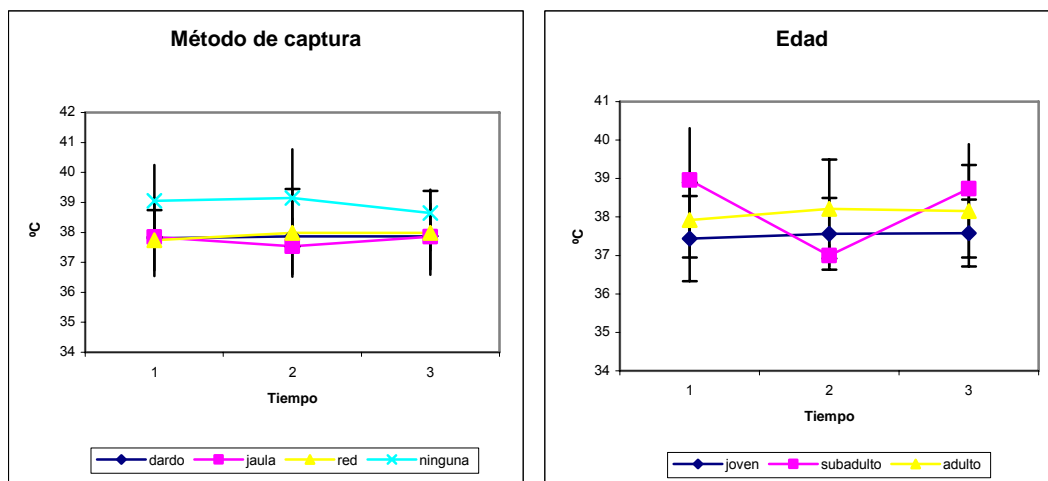 Método de captura
42
41
40
39
38
37
36
35
34
ºC
1 2 3
Tiempo
dardo jaula red ninguna
Edad
41
40
39
38
37
36
35
34
ºC
1 2 3
Tiempo
joven subadulto adulto